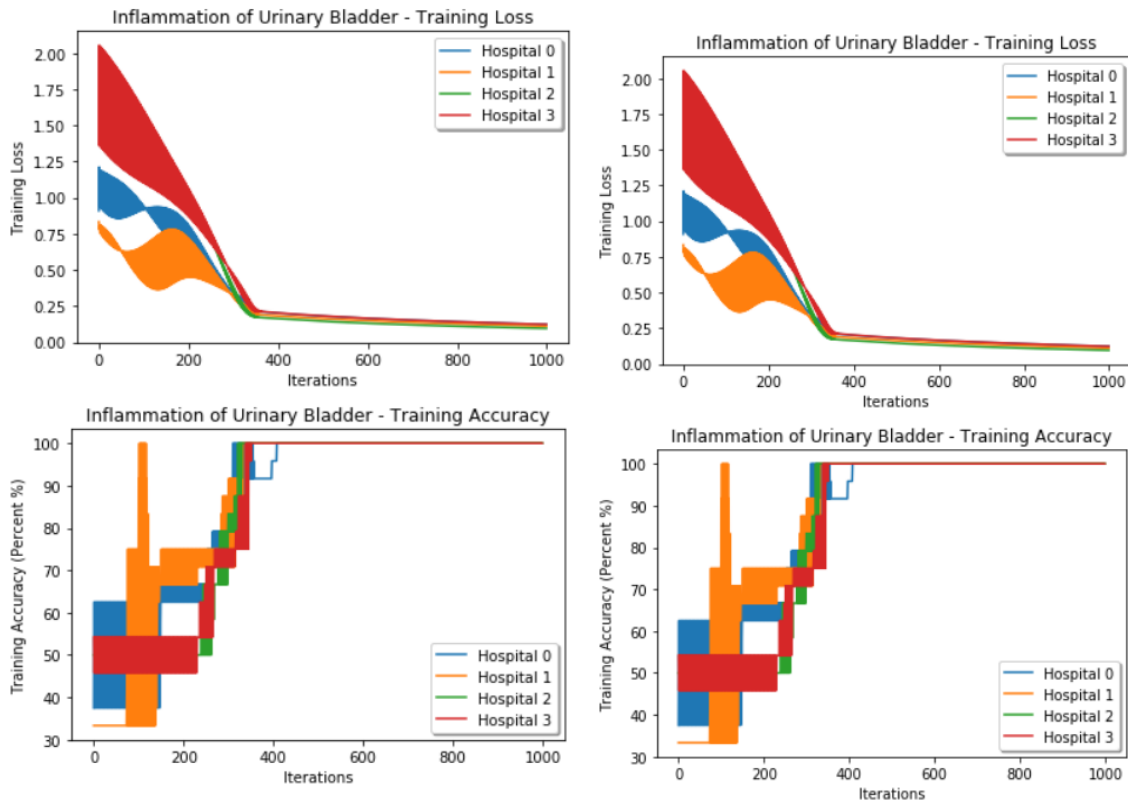 Inflammation of Urinary Bladder - Training Loss
2.00
1.75
1.50
1.25
1.00
0.75
0.50
0.25
0.00
Training Loss
Hospital 0
Hospital 1
Hospital 2
Hospital 3
0 200 400 600 800 1000
Iterations
Inflammation of Urinary Bladder - Training Loss
2.00
1.75
1.50
1.25
1.00
0.75
0.50
0.25
0.00
Training Loss
Hospital 0
Hospital 1
Hospital 2
Hospital 3
0 200 400 600 800 1000
Iterations
Inflammation of Urinary Bladder - Training Accuracy
100
90
80
70
60
50
40
30
Training Accuracy (Percent %)
Hospital 0
Hospital 1
Hospital 2
Hospital 3
0 200 400 600 800 1000
Iterations
Inflammation of Urinary Bladder - Training Accuracy
100
90
80
70
60
50
40
30
Training Accuracy (Percent %)
Hospital 0
Hospital 1
Hospital 2
Hospital 3
0 200 400 600 800 1000
Iterations